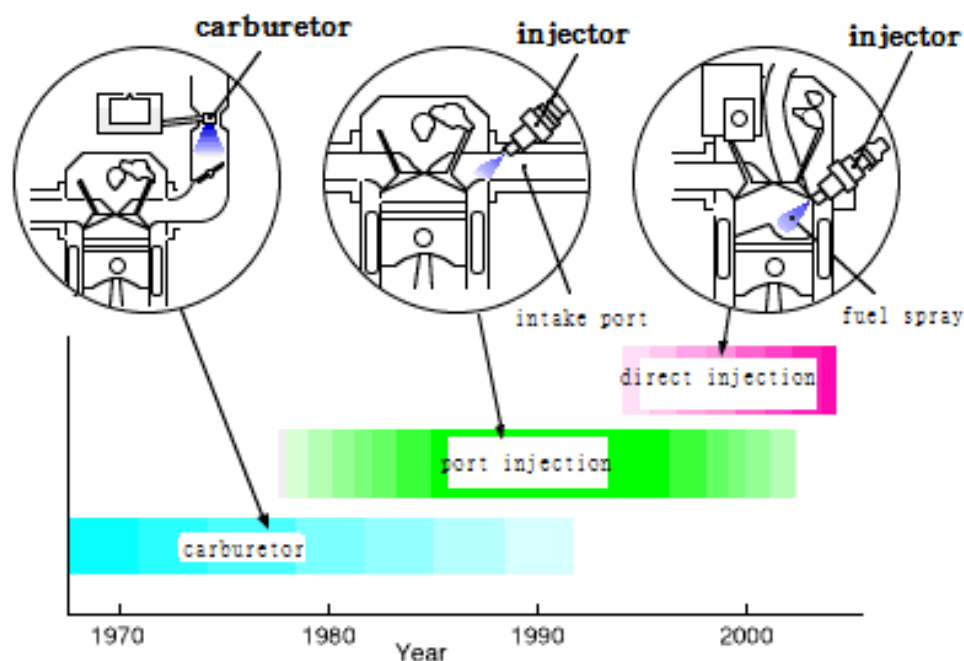 carburetor
injector
injector
intake port
fuel spray
direct injection
port injection
carburetor
1970
1980
1990
2000
Year